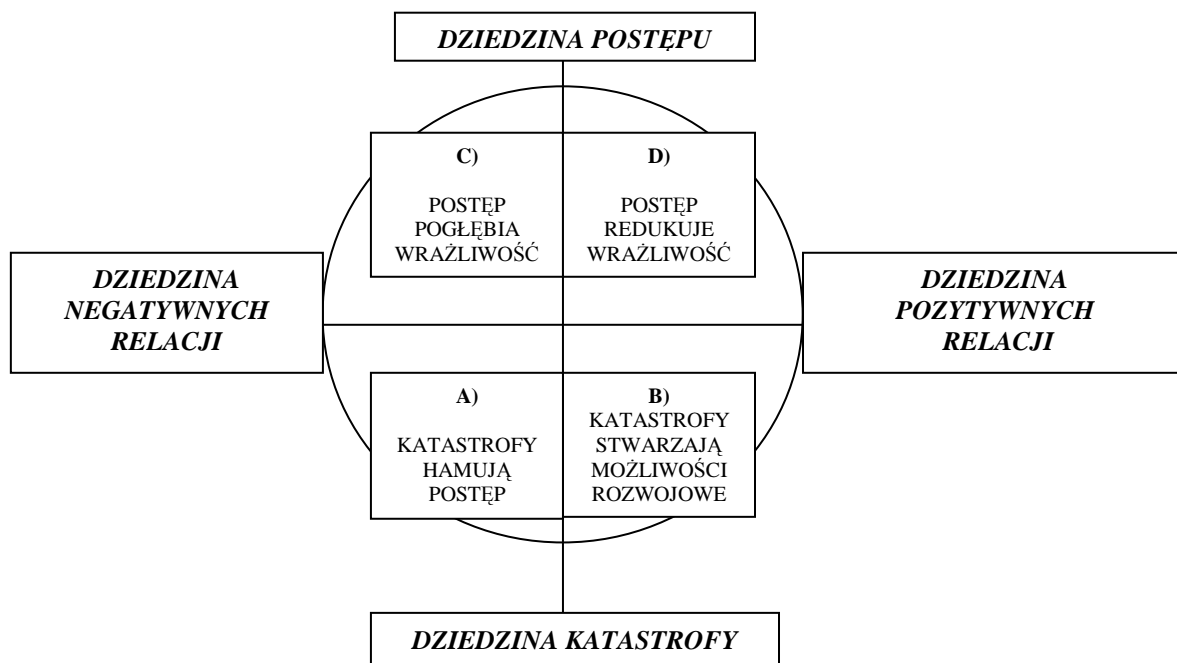 DZIEDZINA POSTĘPU
C)
POSTĘP
POGŁĘBIA
WRAŻLIWOŚĆ
D)
POSTĘP
REDUKUJE
WRAŻLIWOŚĆ
DZIEDZINA
NEGATYWNYCH
RELACJI
DZIEDZINA
POZYTYWNYCH
RELACJI
A)
KATASTROFY
HAMUJĄ
POSTĘP
B)
KATASTROFY
STWARZAJĄ
MOŻLIWOŚCI
ROZWOJOWE
DZIEDZINA KATASTROFY